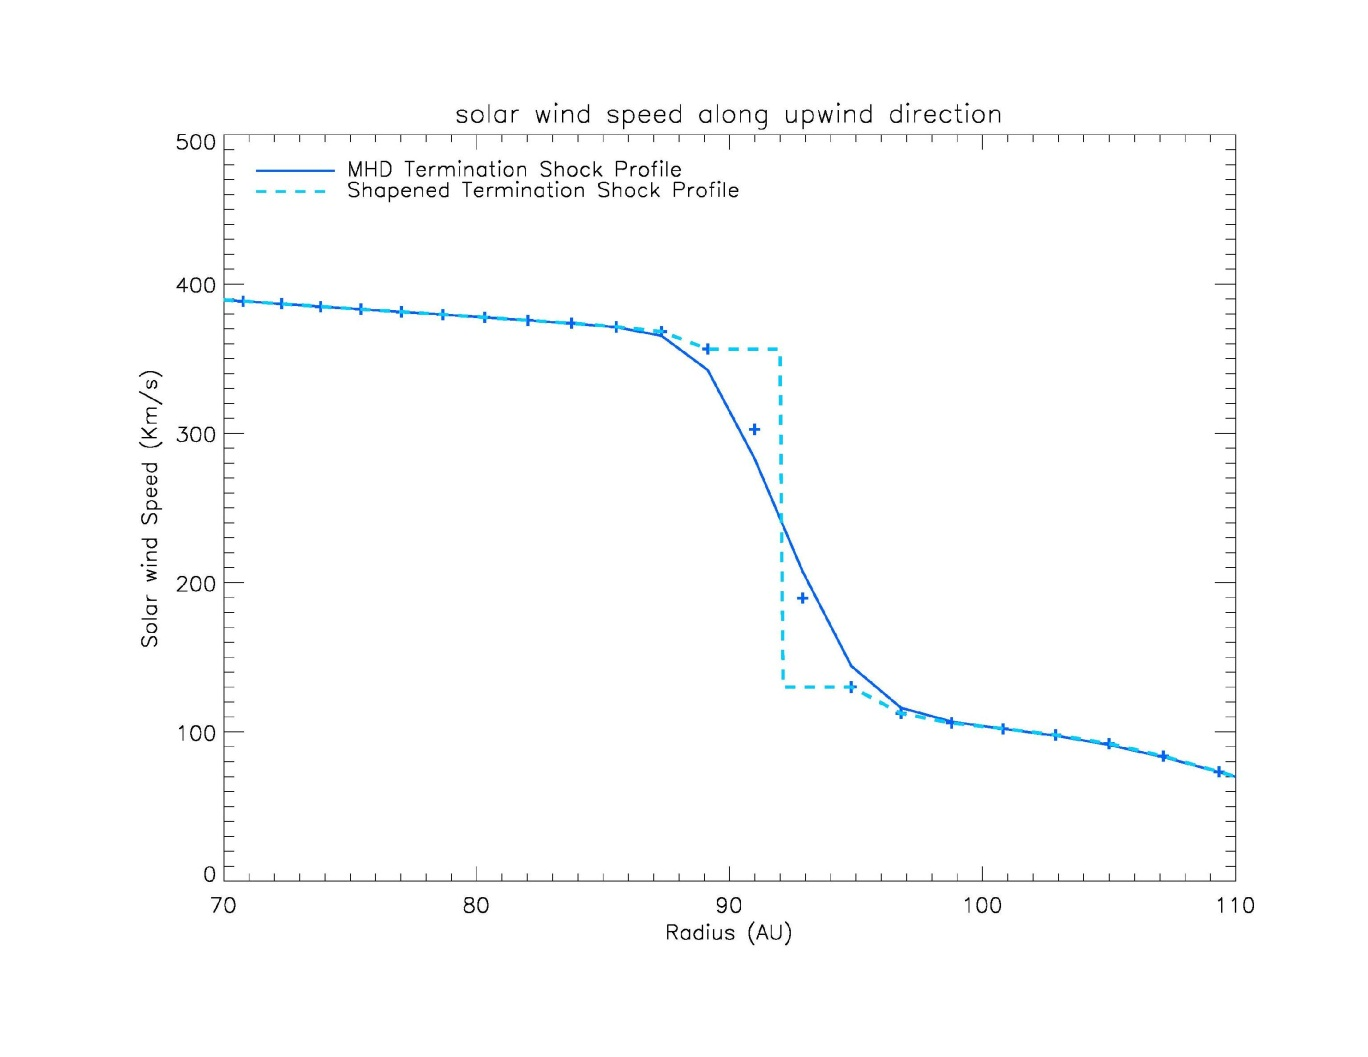 solar wind speed along upwind direction
500
MHD Termination Shock Profile
Shapened Termination Shock Profile
400
300
200
100
0
Solar wind Speed (Km/s)
70 80 90 100 110
Radius (AU)